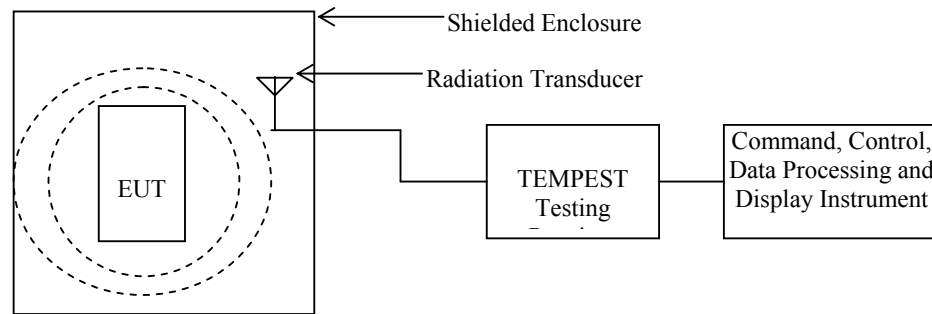 Shielded Enclosure
Radiation Transducer
EUT
TEMPEST
Testing
Command, Control,
Data Processing and
Display Instrument